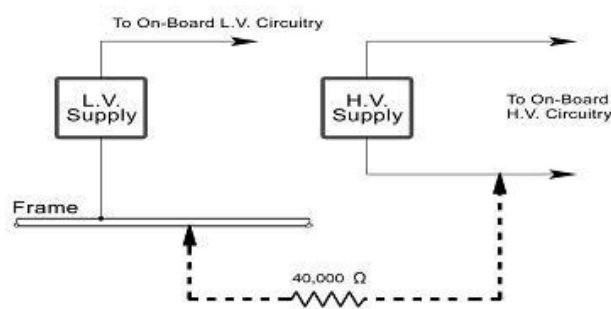 To On-Board L.V. Circuitry
L.V.
Supply
H.V.
Supply
To On-Board
H.V. Circuitry
Frame
40,000 Ω